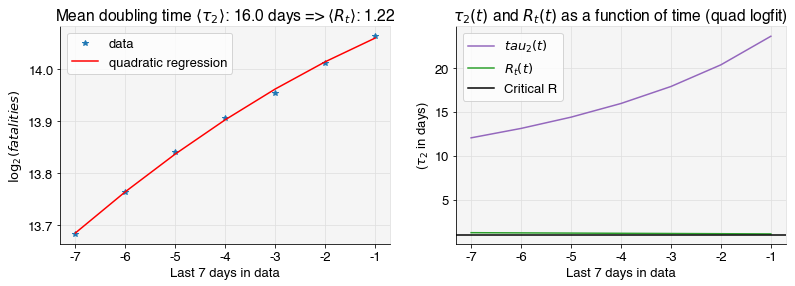 Mean doubling time ⟨τ₂⟩: 16.0 days => ⟨Rₜ⟩: 1.22
data
quadratic regression
log₂(fatalities)
14.0
13.9
13.8
13.7
-7 -6 -5 -4 -3 -2 -1
Last 7 days in data
τ₂(t) and Rₜ(t) as a function of time (quad logfit)
tau₂(t)
Rₜ(t)
Critical R
(τ₂ in days)
20
15
10
5
-7 -6 -5 -4 -3 -2 -1
Last 7 days in data